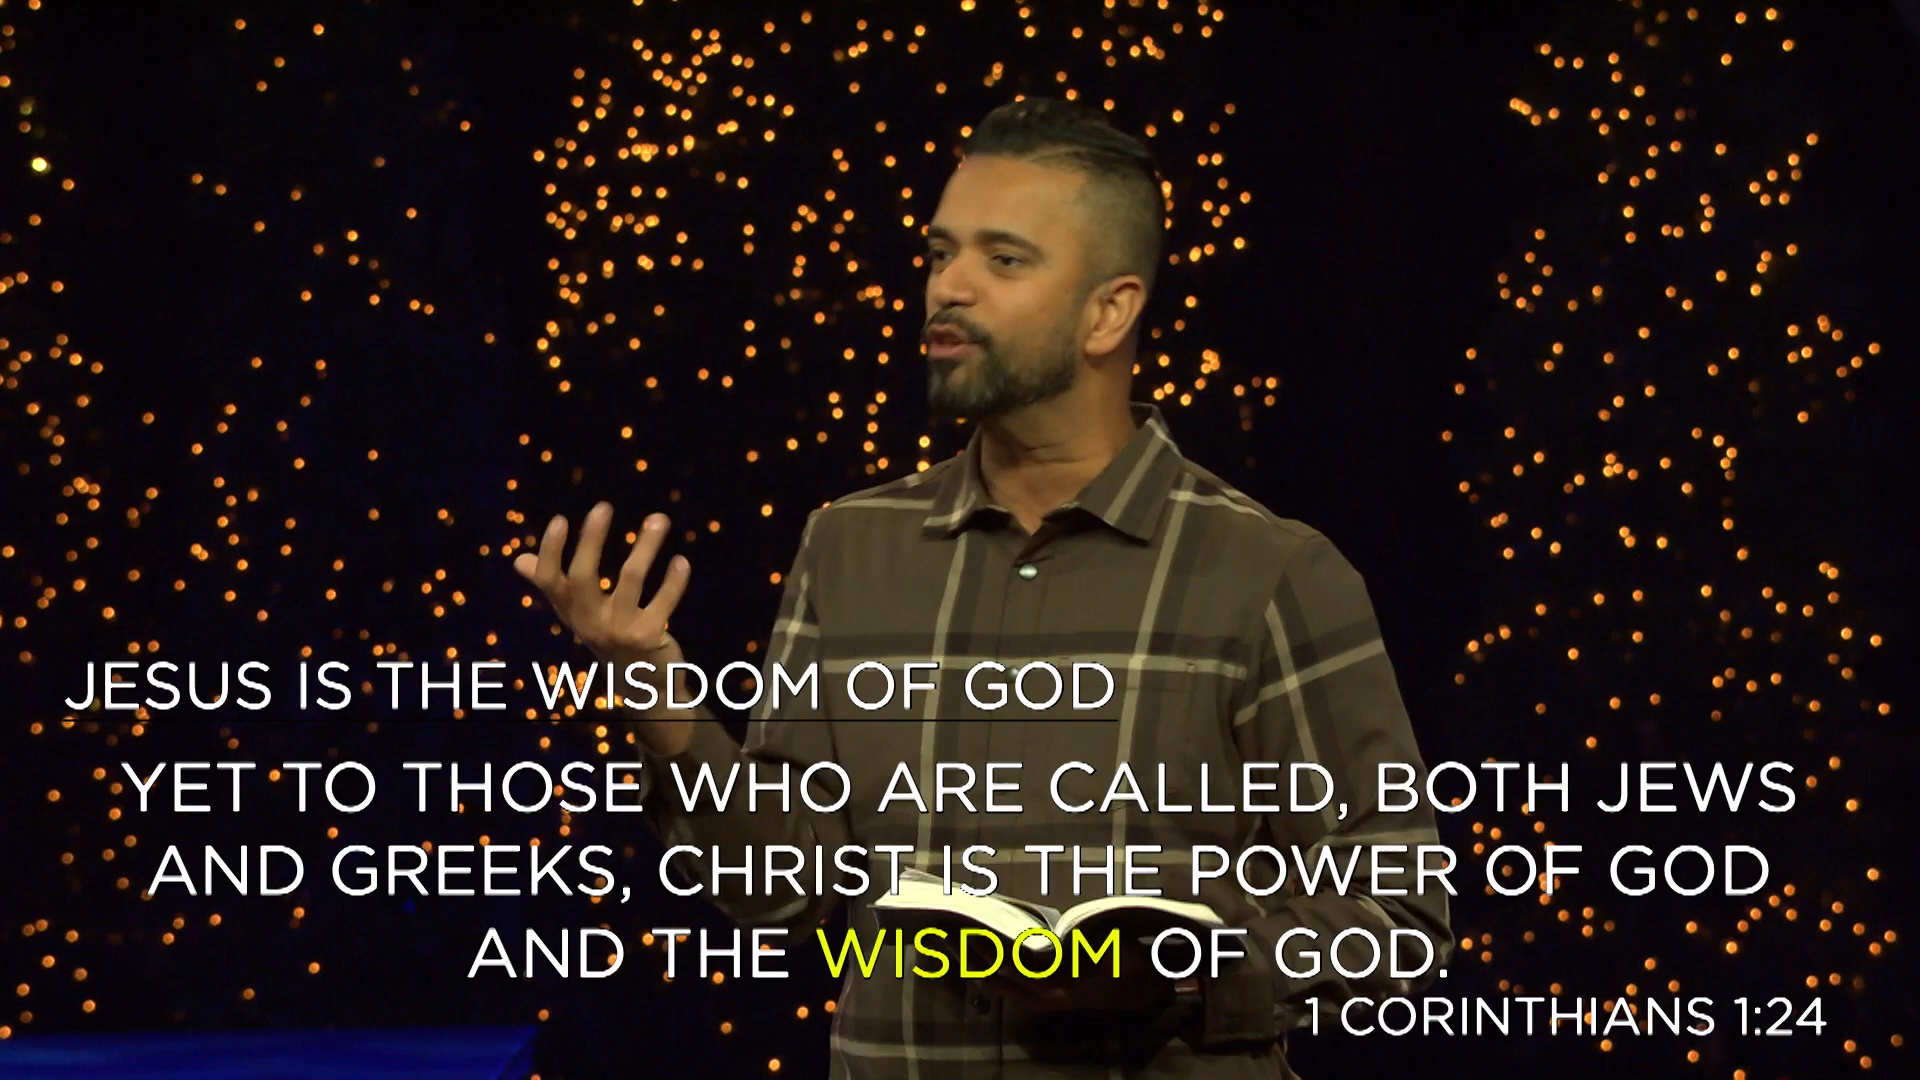 JESUS IS THE WISDOM OF GOD
YET TO THOSE WHO ARE CALLED, BOTH JEWS
AND GREEKS, CHRIST IS THE POWER OF GOD
AND THE WISDOM OF GOD.
1 CORINTHIANS 1:24